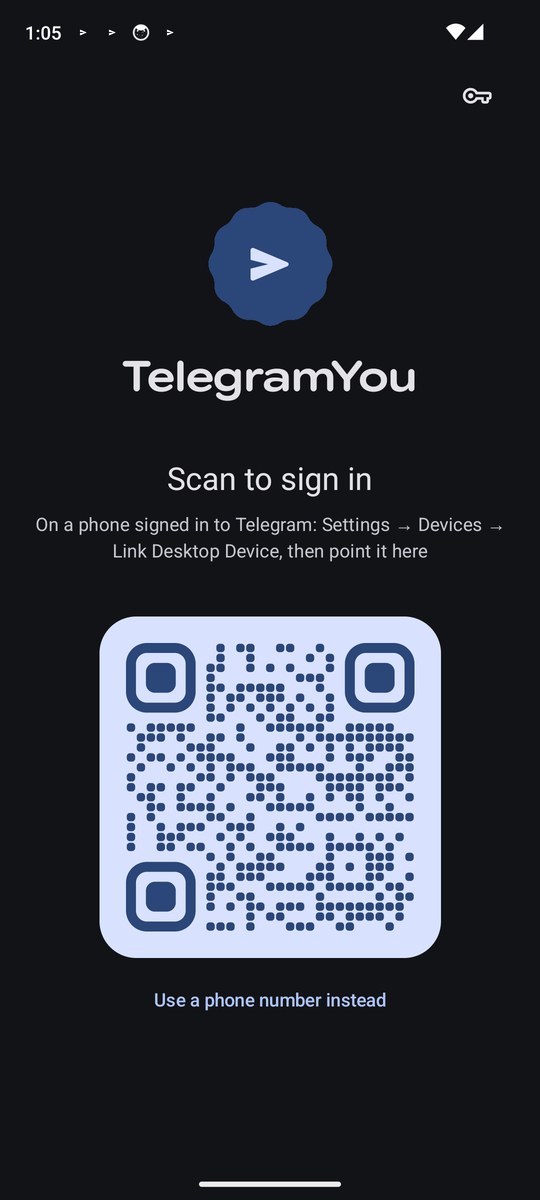 1:05
TelegramYou
Scan to sign in
On a phone signed in to Telegram: Settings → Devices →
Link Desktop Device, then point it here
Use a phone number instead